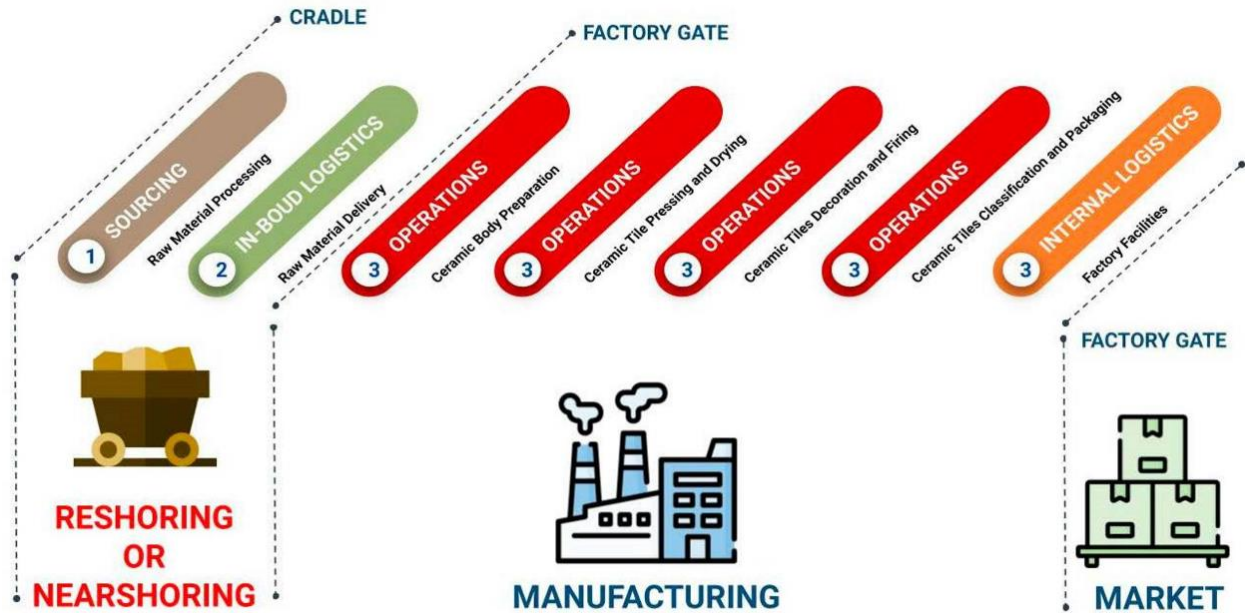 CRADLE
FACTORY GATE
1
SOURCING
Raw Material Processing
2
IN-BOUD LOGISTICS
Raw Material Delivery
3
OPERATIONS
Ceramic Body Preparation
3
OPERATIONS
Ceramic Tile Pressing and Drying
3
OPERATIONS
Ceramic Tiles Decoration and Firing
3
OPERATIONS
Ceramic Tiles Classification and Packaging
3
INTERNAL LOGISTICS
Factory Facilities
FACTORY GATE
RESHORING
OR
NEARSHORING
MANUFACTURING
MARKET